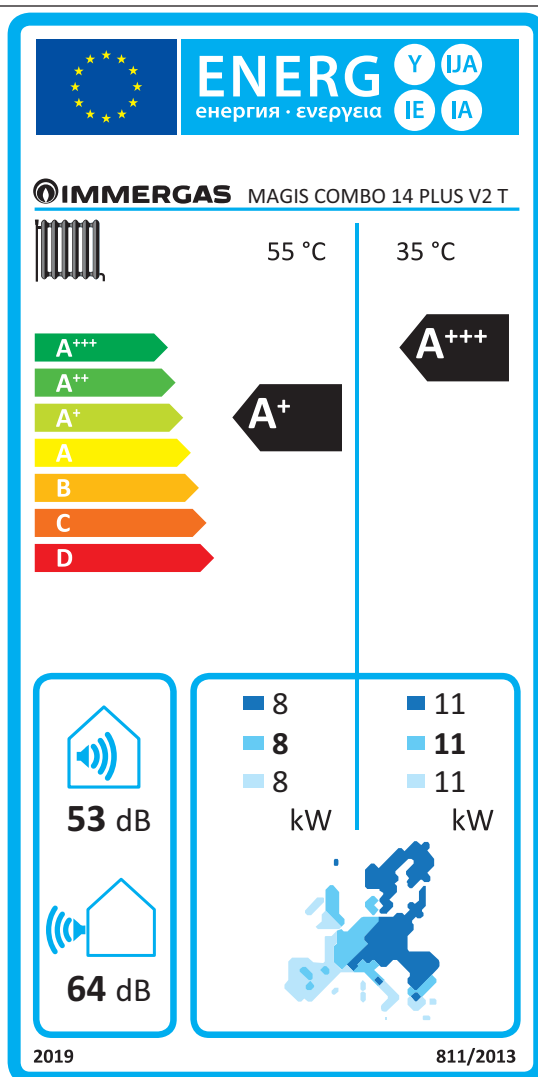 ENERG
Y IJA
IE IA
енергия · ενεργεια
IMMERGAS MAGIS COMBO 14 PLUS V2 T
55 °C 35 °C
A+++
A+++
A++
A+
A+
A
B
C
D
8 11
8 11
8 11
kW kW
53 dB
64 dB
2019 811/2013